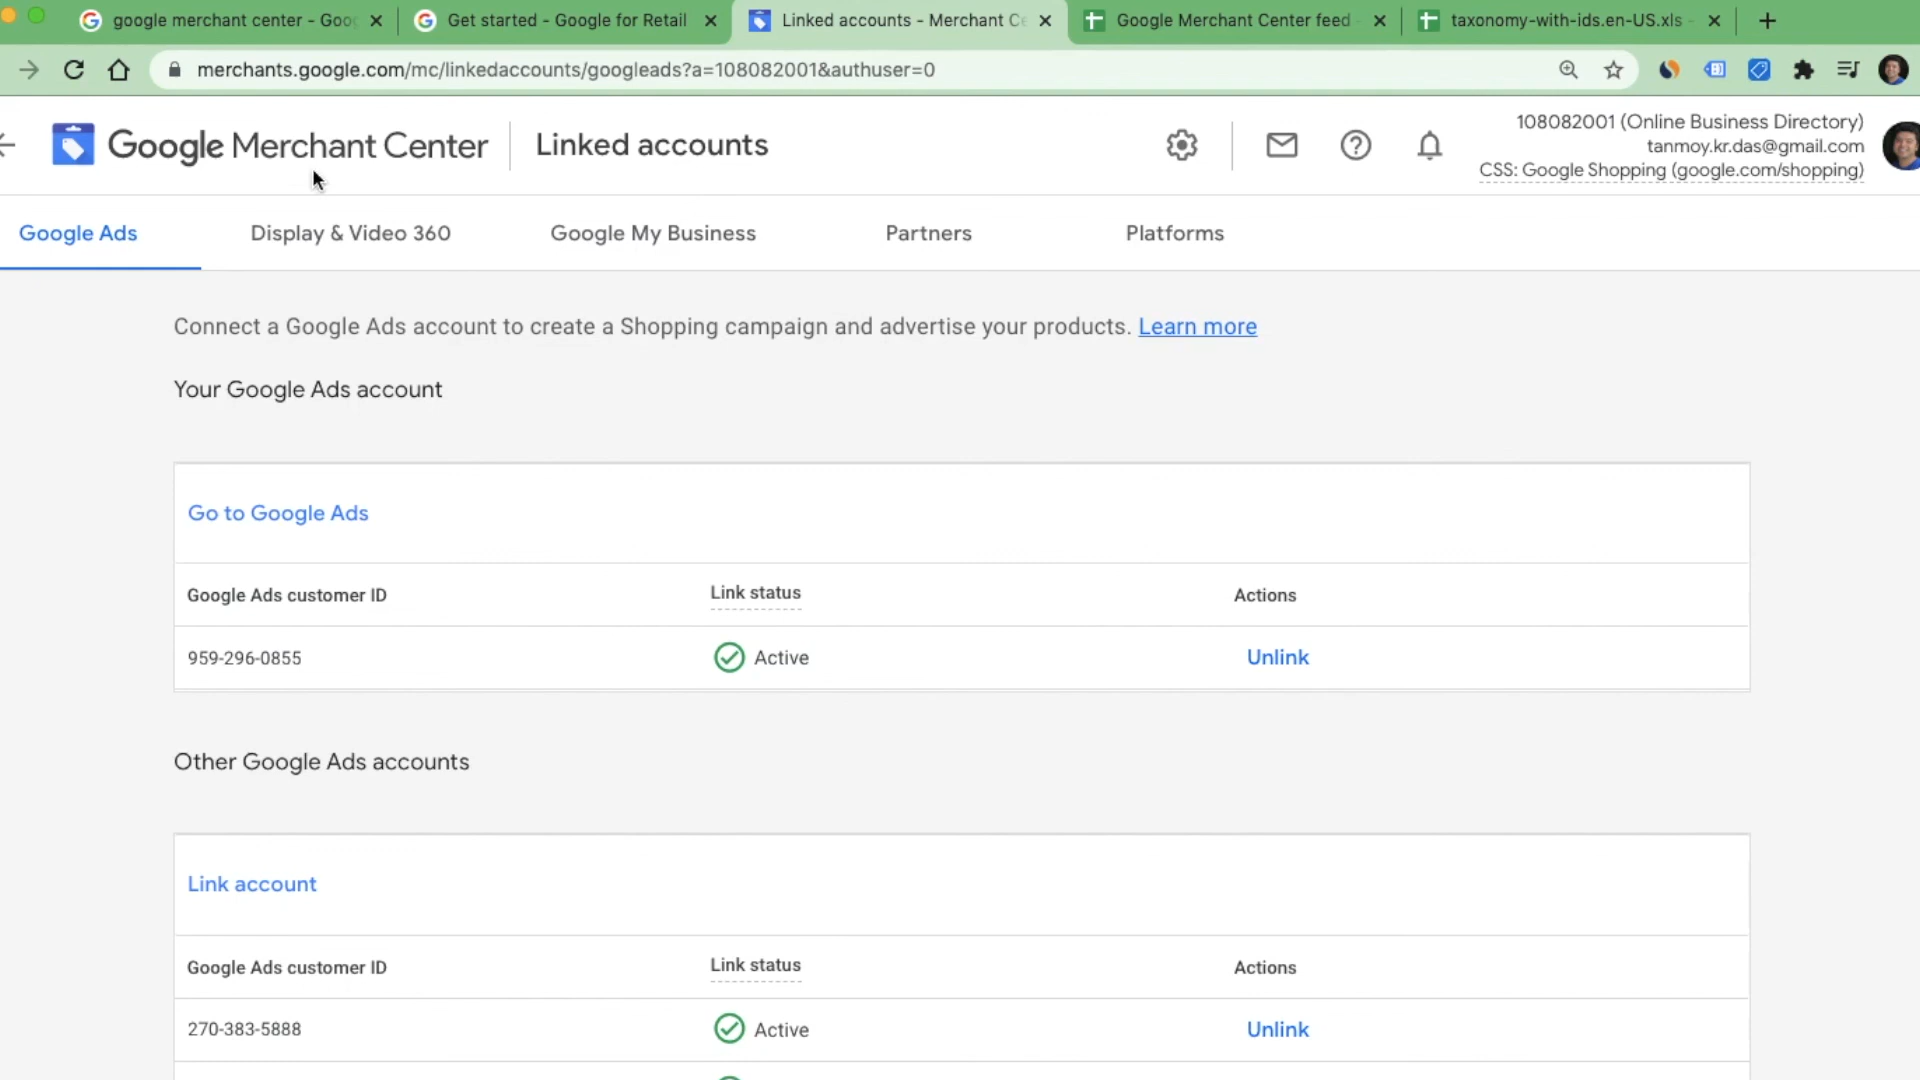 google merchant center - Goo
Get started - Google for Retail
Linked accounts - Merchant Ce
Google Merchant Center feed
taxonomy-with-ids.en-US.xls -
merchants.google.com/mc/linkedaccounts/googleads?a=108082001&authuser=0
Google Merchant Center
Linked accounts
108082001 (Online Business Directory)
tanmoy.kr.das@gmail.com
CSS: Google Shopping (google.com/shopping)
Google Ads
Display & Video 360
Google My Business
Partners
Platforms
Connect a Google Ads account to create a Shopping campaign and advertise your products. Learn more
Your Google Ads account
Go to Google Ads
Google Ads customer ID
Link status
Actions
959-296-0855
Active
Unlink
Other Google Ads accounts
Link account
Google Ads customer ID
Link status
Actions
270-383-5888
Active
Unlink